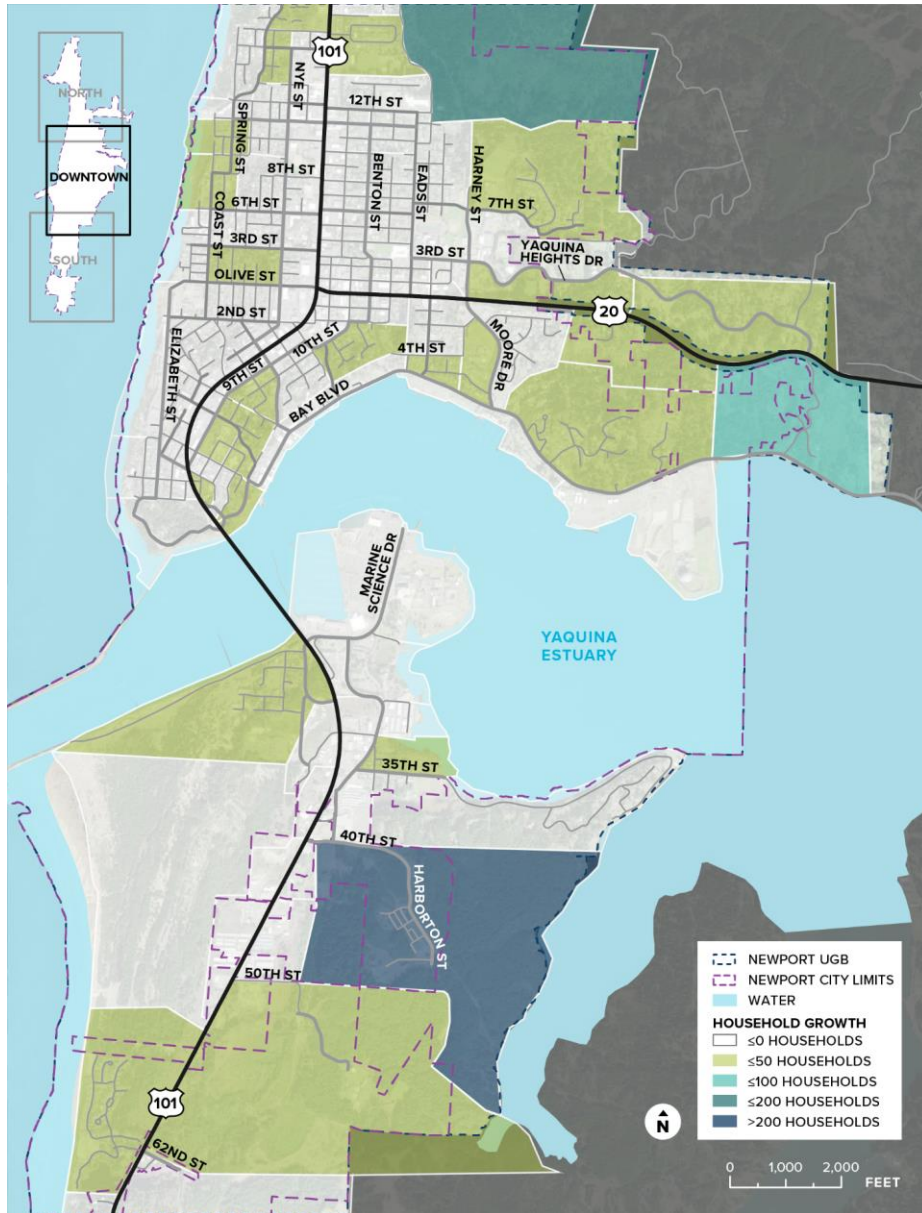 101
NORTH
DOWNTOWN
SOUTH
NYE ST
12TH ST
SPRING ST
8TH ST
BENTON ST
EADS ST
HARNEY ST
7TH ST
COAST ST
6TH ST
3RD ST
3RD ST
YAQUINA
HEIGHTS DR
OLIVE ST
2ND ST
20
ELIZABETH ST
9TH ST
10TH ST
4TH ST
MOORE DR
BAY BLVD
MARINE
SCIENCE DR
YAQUINA
ESTUARY
35TH ST
40TH ST
HARBORTON ST
50TH ST
101
62ND ST
NEWPORT UGB
NEWPORT CITY LIMITS
WATER
HOUSEHOLD GROWTH
≤0 HOUSEHOLDS
≤50 HOUSEHOLDS
≤100 HOUSEHOLDS
≤200 HOUSEHOLDS
>200 HOUSEHOLDS
N
0 1,000 2,000
FEET